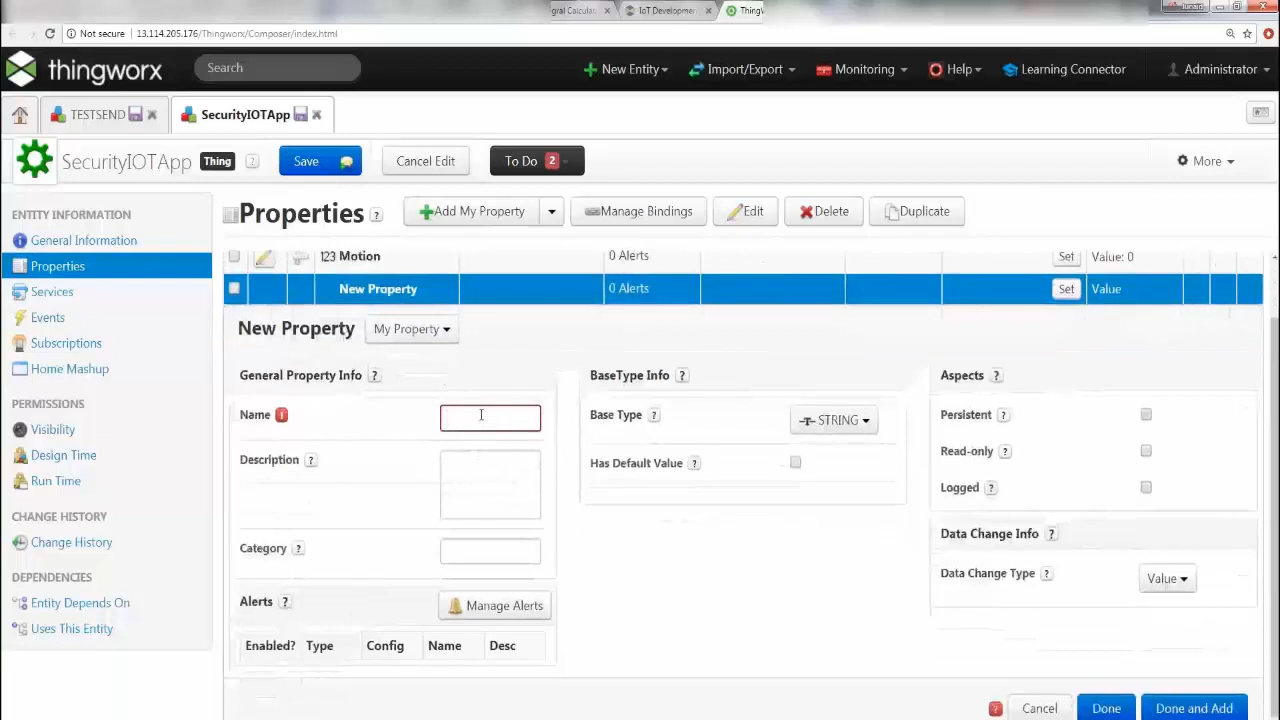 gral Calculat × IoT Developmen × Thing
Junaid
Not secure | 13.114.205.176/Thingworx/Composer/index.html
thingworx
Search
New Entity
Import/Export
Monitoring
Help
Learning Connector
Administrator
TESTSEND
SecurityIOTApp
SecurityIOTApp Thing ?
Save
Cancel Edit
To Do 2
More
ENTITY INFORMATION
General Information
Properties
Services
Events
Subscriptions
Home Mashup
PERMISSIONS
Visibility
Design Time
Run Time
CHANGE HISTORY
Change History
DEPENDENCIES
Entity Depends On
Uses This Entity
Properties ?
Add My Property
Manage Bindings
Edit
Delete
Duplicate
123 Motion 0 Alerts Set Value: 0
New Property 0 Alerts Set Value
New Property My Property
General Property Info ?
Name !
Description ?
Category ?
Alerts ? Manage Alerts
Enabled? Type Config Name Desc
BaseType Info ?
Base Type ? STRING
Has Default Value ?
Aspects ?
Persistent ?
Read-only ?
Logged ?
Data Change Info ?
Data Change Type ? Value
? Cancel Done Done and Add